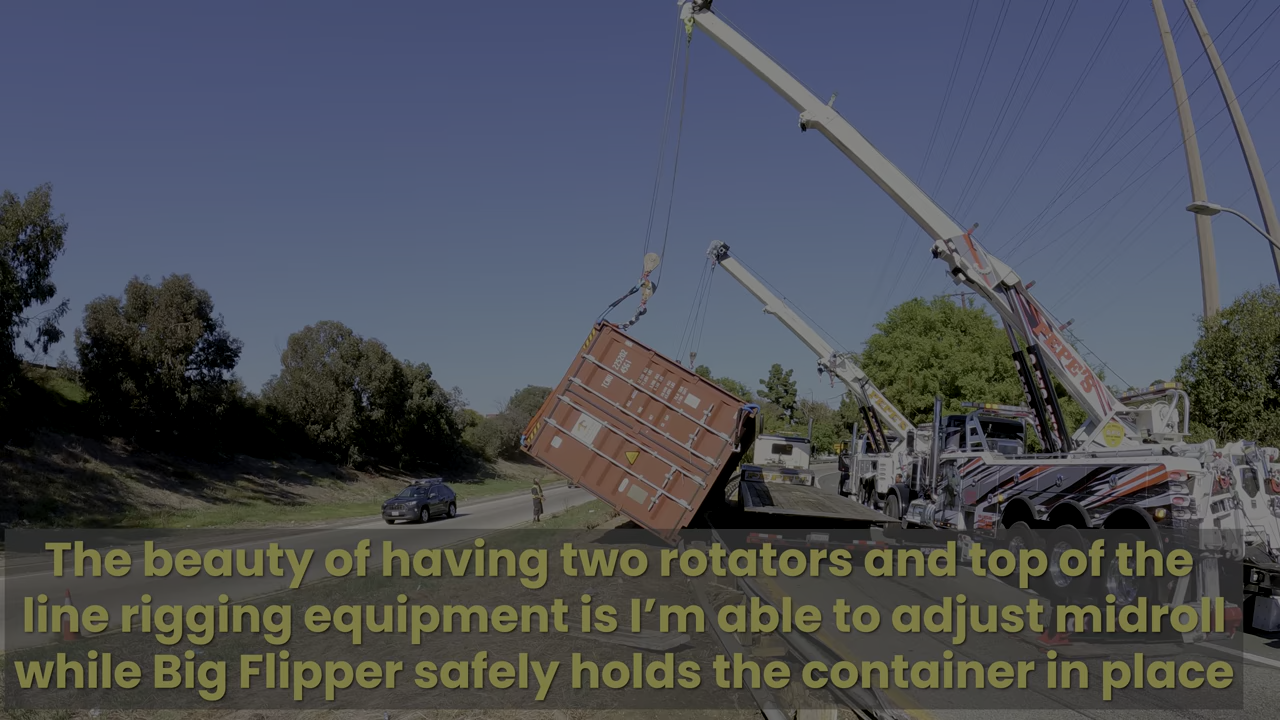 PEPE'S
The beauty of having two rotators and top of the
line rigging equipment is I'm able to adjust midroll
while Big Flipper safely holds the container in place